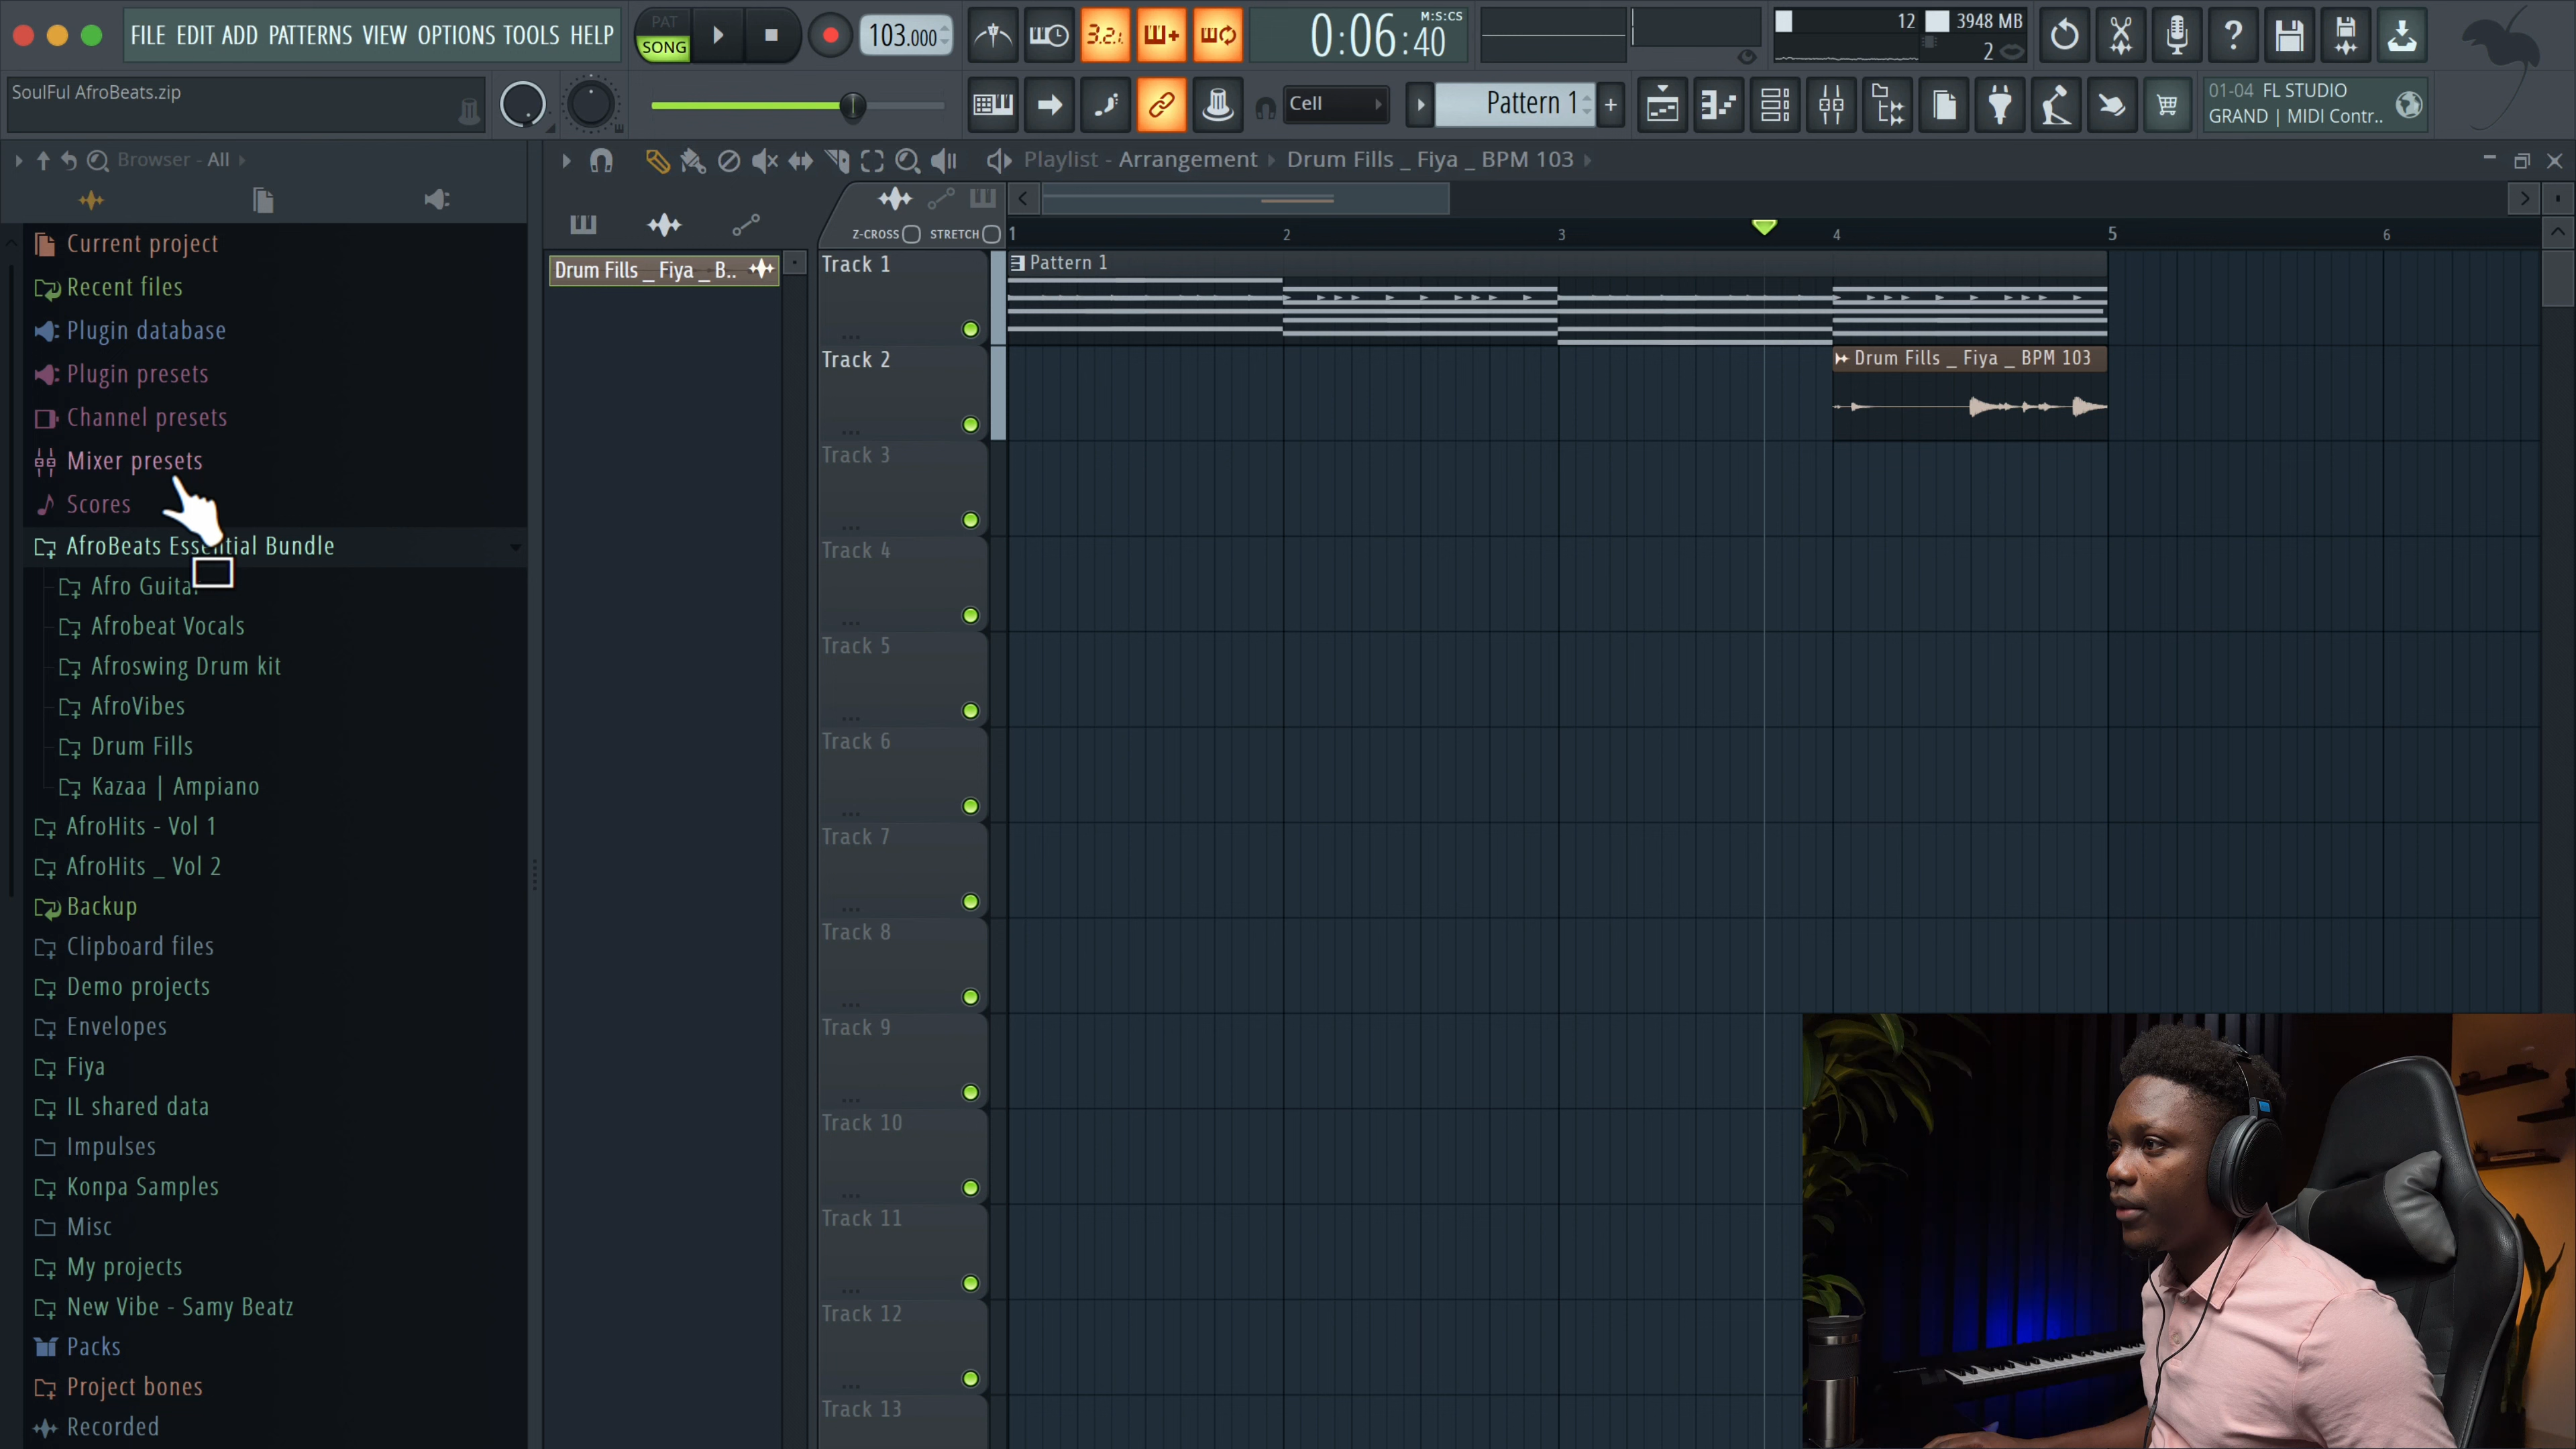 FILE EDIT ADD PATTERNS VIEW OPTIONS TOOLS HELP
PAT
SONG
103.000
3.2.
0:06:40
M:S:CS
12
3948 MB
2
SoulFul AfroBeats.zip
Cell
Pattern 1
01-04 FL STUDIO
GRAND | MIDI Contr..
Browser - All
Playlist - Arrangement
Drum Fills _ Fiya _ BPM 103
Current project
Recent files
Plugin database
Plugin presets
Channel presets
Mixer presets
Scores
AfroBeats Essential Bundle
Afro Guitar
Afrobeat Vocals
Afroswing Drum kit
AfroVibes
Drum Fills
Kazaa | Ampiano
AfroHits - Vol 1
AfroHits _ Vol 2
Backup
Clipboard files
Demo projects
Envelopes
Fiya
IL shared data
Impulses
Konpa Samples
Misc
My projects
New Vibe - Samy Beatz
Packs
Project bones
Recorded
Drum Fills _ Fiya _ B..
Z-CROSS
STRETCH
1 2 3 4 5 6
Track 1
Pattern 1
Track 2
Drum Fills _ Fiya _ BPM 103
Track 3
Track 4
Track 5
Track 6
Track 7
Track 8
Track 9
Track 10
Track 11
Track 12
Track 13